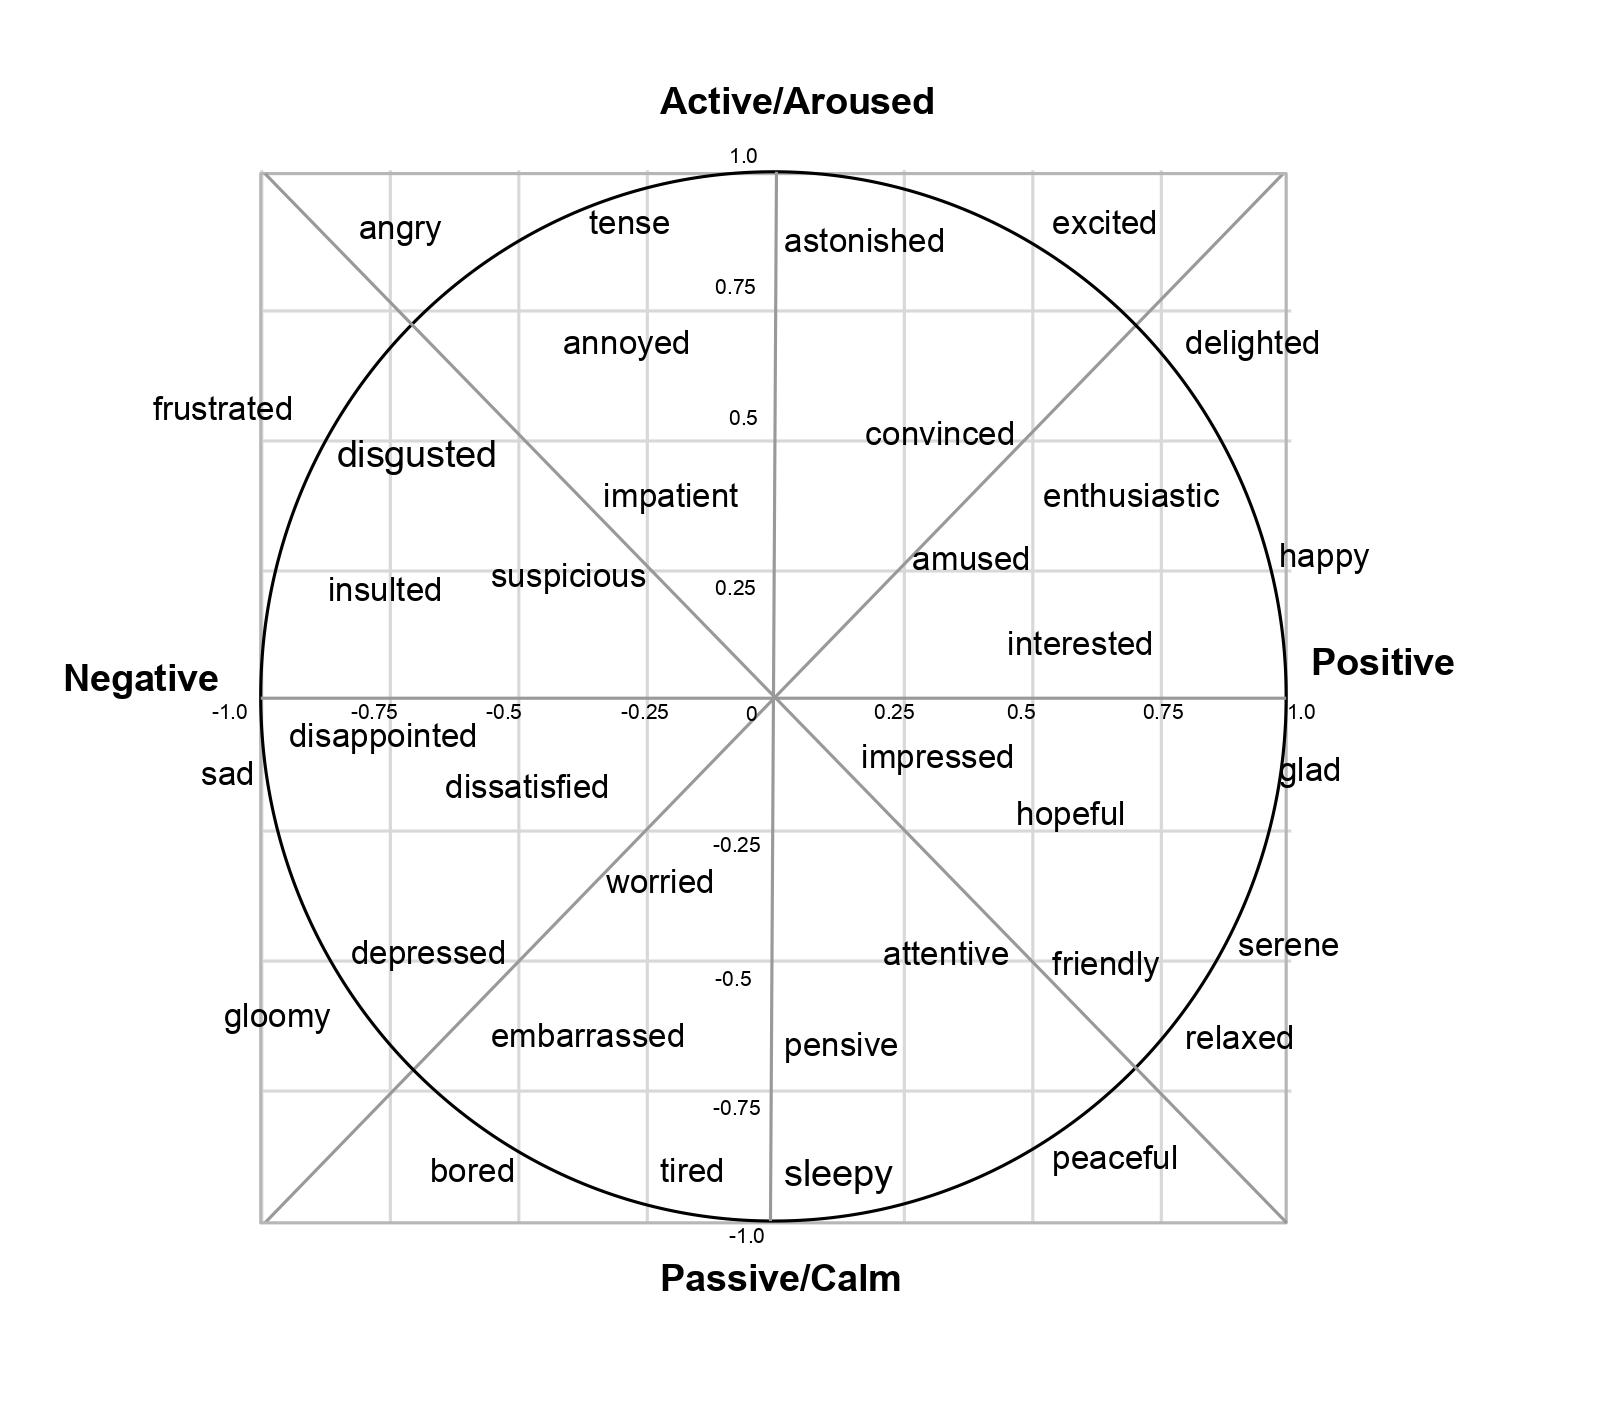 Active/Aroused
1.0
angry
tense
astonished
excited
0.75
annoyed
delighted
frustrated
0.5
convinced
disgusted
impatient
enthusiastic
amused
happy
suspicious
insulted
0.25
interested
Negative
Positive
-1.0 -0.75 -0.5 -0.25 0 0.25 0.5 0.75 1.0
disappointed
impressed
sad
glad
dissatisfied
hopeful
-0.25
worried
depressed
attentive
friendly
serene
-0.5
gloomy
embarrassed
pensive
relaxed
-0.75
bored
tired
sleepy
peaceful
-1.0
Passive/Calm